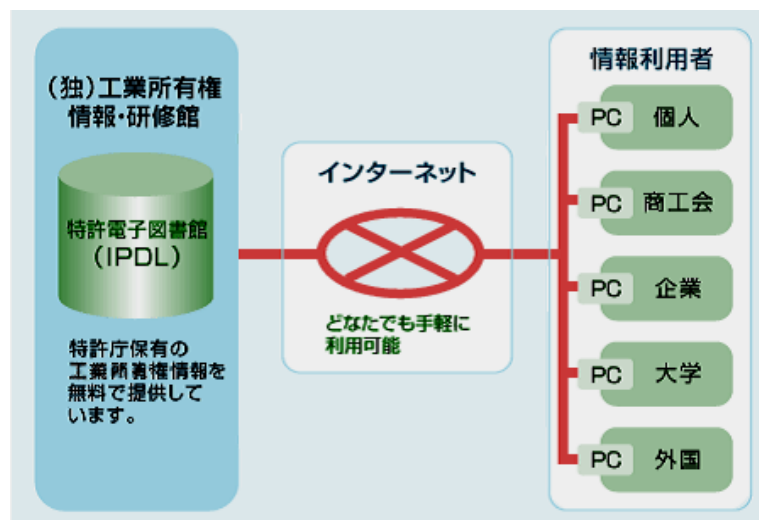 (独)工業所有権
情報・研修館
特許電子図書館
(IPDL)
特許庁保有の
工業所有権情報を
無料で提供して
います。
インターネット
どなたでも手軽に
利用可能
情報利用者
PC 個人
PC 商工会
PC 企業
PC 大学
PC 外国